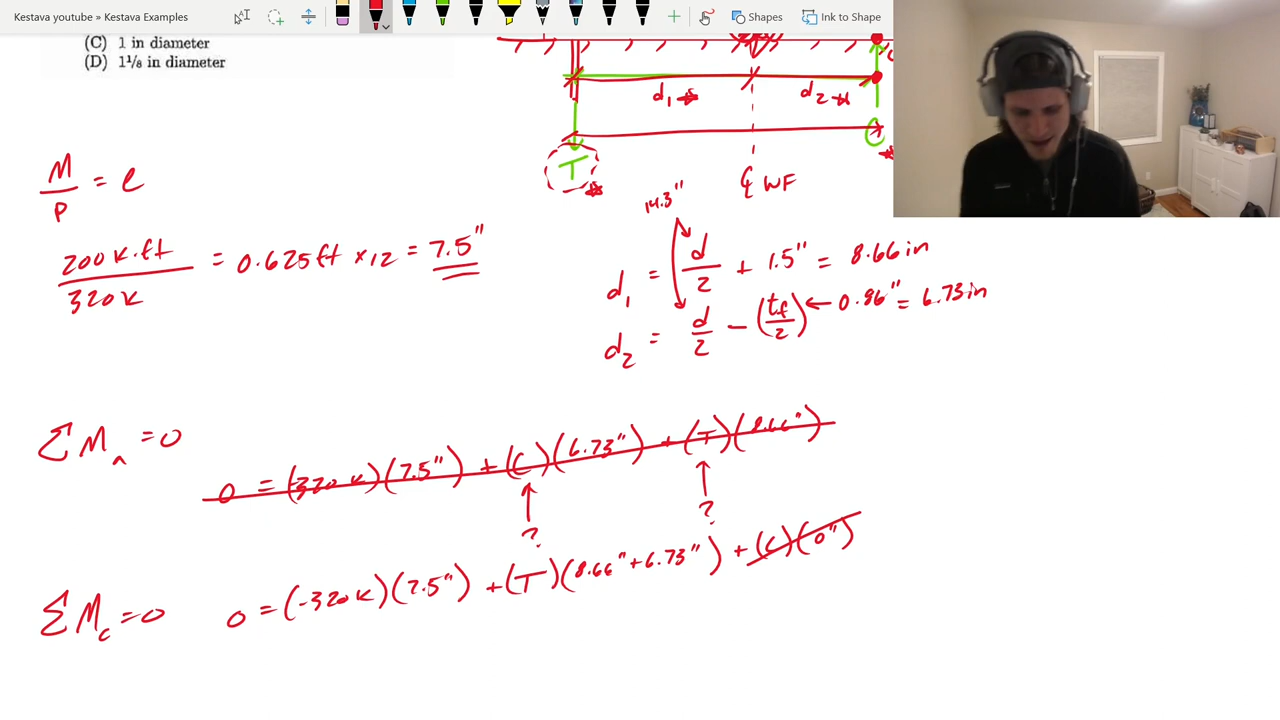 Kestava youtube » Kestava Examples
Shapes
Ink to Shape
(C) 1 in diameter
(D) 1 1/8 in diameter
d₁
d₂
T
C
℄ WF
M/P = e
200 k·ft / 320 k = 0.625 ft × 12 = 7.5"
14.3"
d₁ = d/2 + 1.5" = 8.66 in
d₂ = d/2 − (tf/2) ← 0.86" = 6.73 in
ΣMA = 0
0 = (-320 k)(7.5") + (C)(6.73") + (T)(8.66")
? ?
ΣMc = 0 0 = (-320 k)(7.5") + (T)(8.66" + 6.73") + (C)(0")